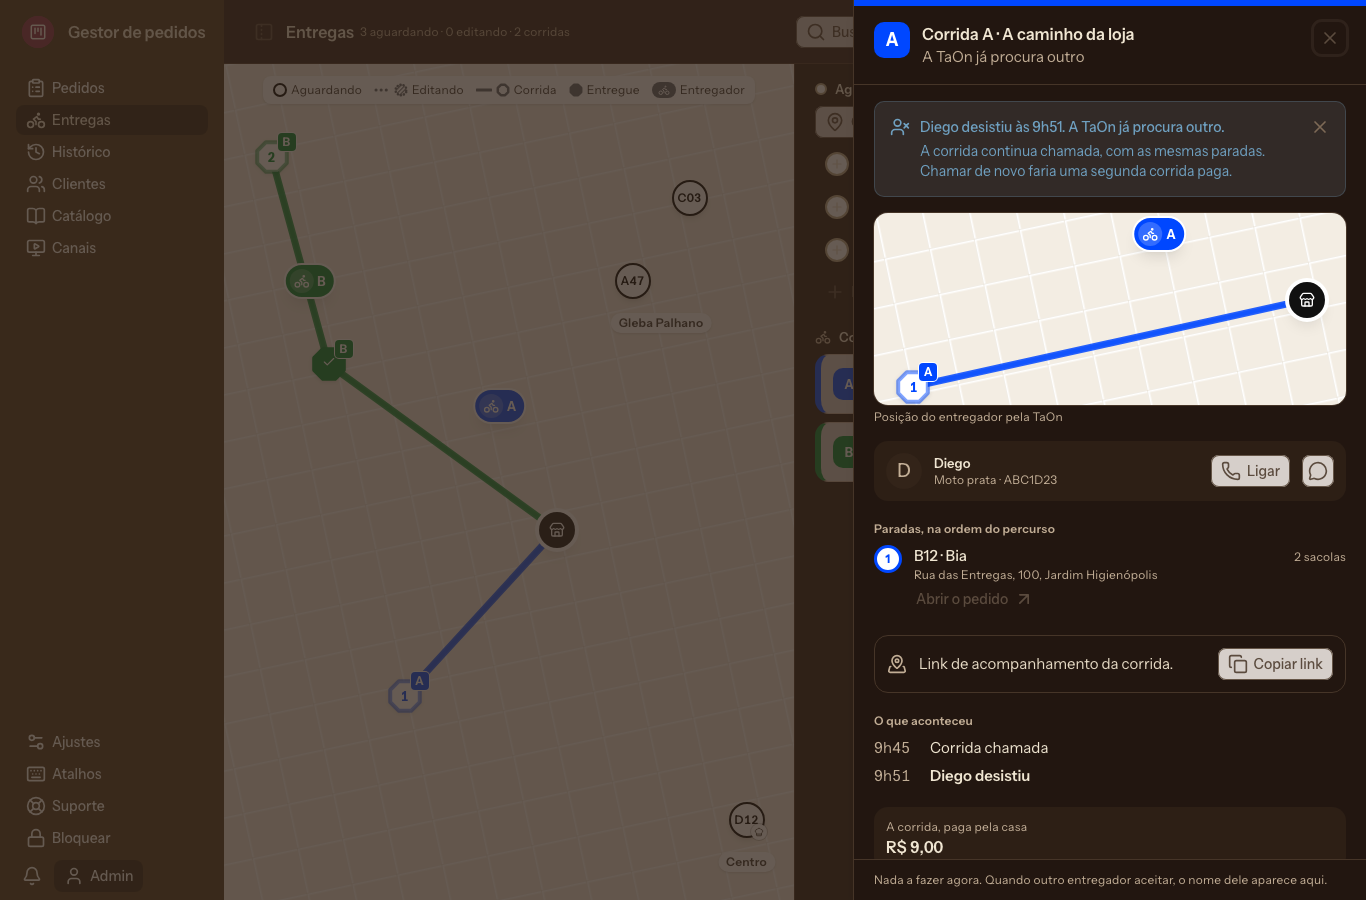 Gestor de pedidos
Pedidos
Entregas
Histórico
Clientes
Catálogo
Canais
Ajustes
Atalhos
Suporte
Bloquear
Admin
Entregas 3 aguardando · 0 editando · 2 corridas
Aguardando Editando Corrida Entregue Entregador
2 B
B
B
C03
A47
Gleba Palhano
A
1 A
D12
Centro
A
B
A
Corrida A · A caminho da loja
A TaOn já procura outro
Diego desistiu às 9h51. A TaOn já procura outro.
A corrida continua chamada, com as mesmas paradas.
Chamar de novo faria uma segunda corrida paga.
A
1 A
Posição do entregador pela TaOn
D
Diego
Moto prata · ABC1D23
Ligar
Paradas, na ordem do percurso
1
B12 · Bia
2 sacolas
Rua das Entregas, 100, Jardim Higienópolis
Abrir o pedido
Link de acompanhamento da corrida.
Copiar link
O que aconteceu
9h45 Corrida chamada
9h51 Diego desistiu
A corrida, paga pela casa
R$ 9,00
Nada a fazer agora. Quando outro entregador aceitar, o nome dele aparece aqui.